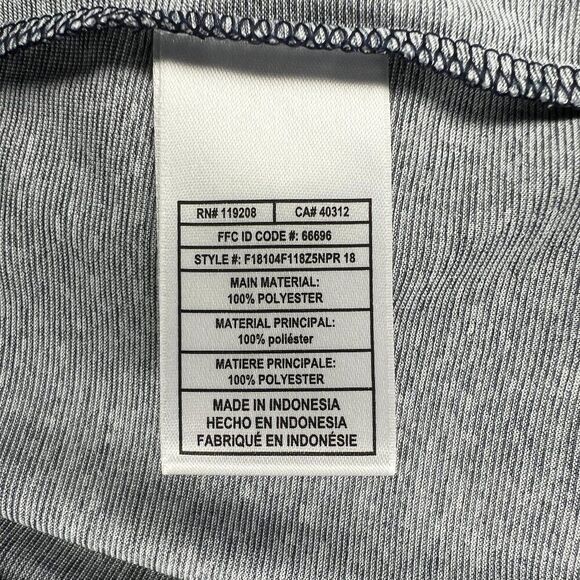 RN# 119208 CA# 40312
FFC ID CODE #: 66696
STYLE #: F18104F118Z5NPR 18
MAIN MATERIAL:
100% POLYESTER
MATERIAL PRINCIPAL:
100% poliéster
MATIERE PRINCIPALE:
100% POLYESTER
MADE IN INDONESIA
HECHO EN INDONESIA
FABRIQUÉ EN INDONÉSIE